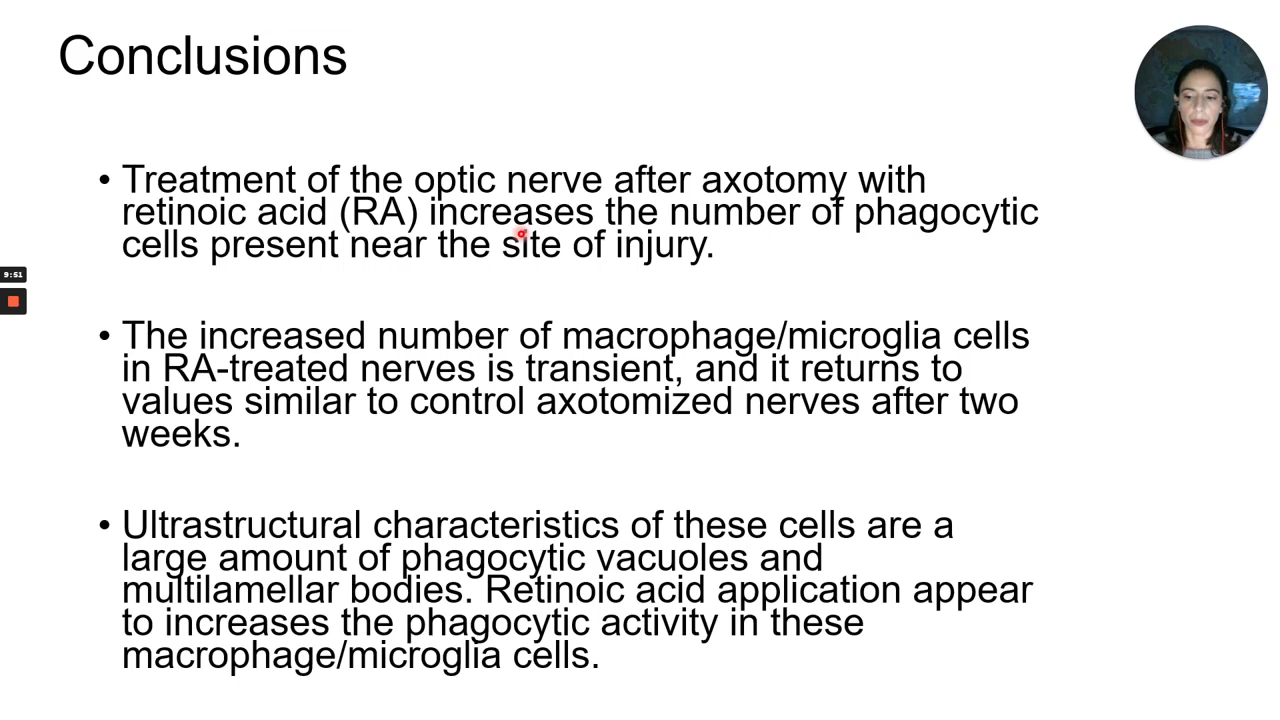 Conclusions
• Treatment of the optic nerve after axotomy with
retinoic acid (RA) increases the number of phagocytic
cells present near the site of injury.
9:51
• The increased number of macrophage/microglia cells
in RA-treated nerves is transient, and it returns to
values similar to control axotomized nerves after two
weeks.
• Ultrastructural characteristics of these cells are a
large amount of phagocytic vacuoles and
multilamellar bodies. Retinoic acid application appear
to increases the phagocytic activity in these
macrophage/microglia cells.